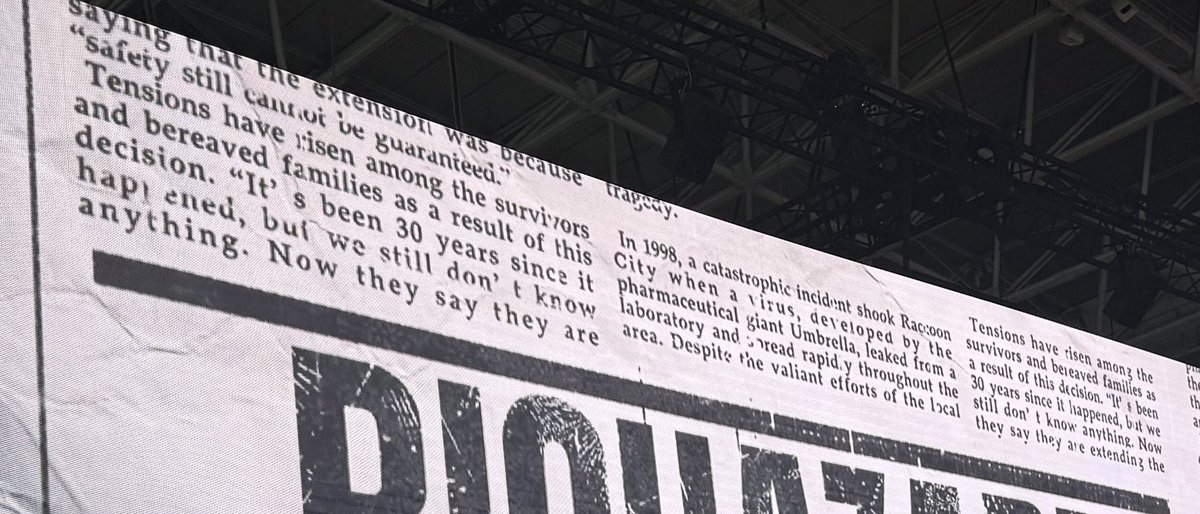 saying that the extension was because
“safety still cannot be guaranteed.”
Tensions have risen among the survivors
and bereaved families as a result of this
decision. “It’ s been 30 years since it
happened, but we still don’ t know
anything. Now they say they are
tragedy.
In 1998, a catastrophic incident shook Raccoon
City when a virus, developed by the
pharmaceutical giant Umbrella, leaked from a
laboratory and spread rapidly throughout the
area. Despite the valiant efforts of the local
Tensions have risen among the
survivors and bereaved families as
a result of this decision. “It’ s been
30 years since it happened, but we
still don’ t know anything. Now
they say they are extending the
BIOHAZARD